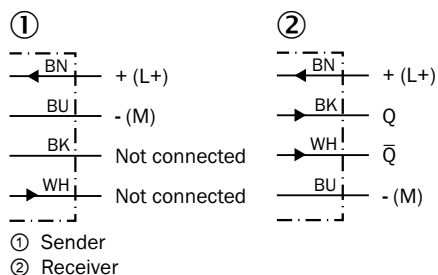 ①
BN + (L+)
BU - (M)
BK Not connected
WH Not connected
②
BN + (L+)
BK Q
WH Q̅
BU - (M)
① Sender
② Receiver